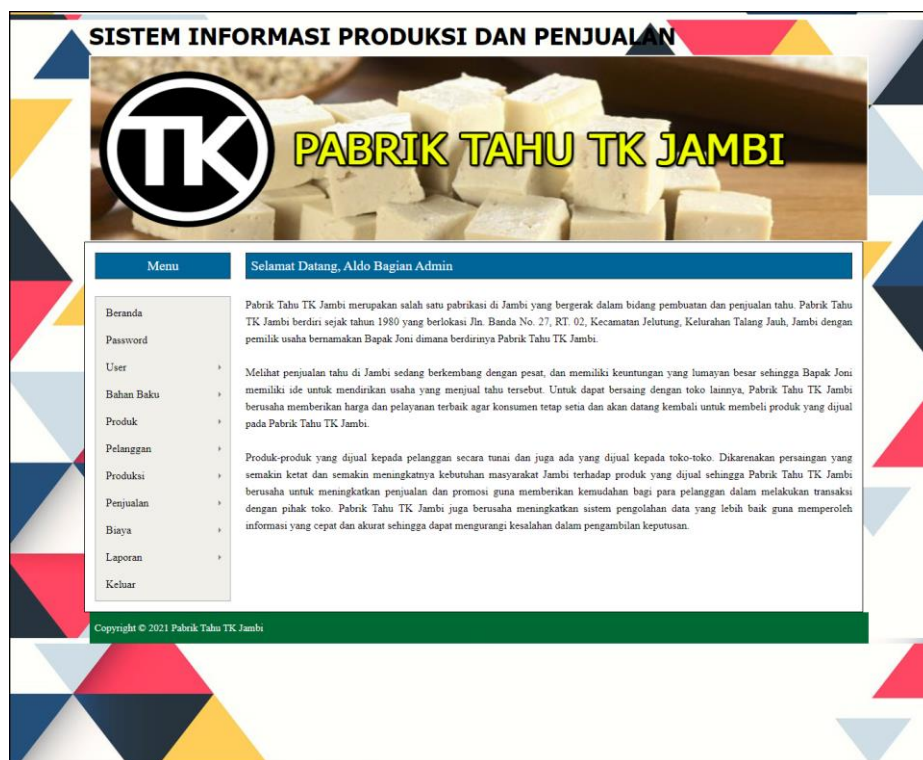 SISTEM INFORMASI PRODUKSI DAN PENJUALAN
TK
PABRIK TAHU TK JAMBI
Menu
Selamat Datang, Aldo Bagian Admin
Beranda
Password
User
Bahan Baku
Produk
Pelanggan
Produksi
Penjualan
Biaya
Laporan
Keluar
Pabrik Tahu TK Jambi merupakan salah satu pabrikasi di Jambi yang bergerak dalam bidang pembuatan dan penjualan tahu. Pabrik Tahu
TK Jambi berdiri sejak tahun 1980 yang berlokasi Jln. Banda No. 27, RT. 02, Kecamatan Jelutung, Kelurahan Talang Jauh, Jambi dengan
pemilik usaha bernamakan Bapak Joni dimana berdirinya Pabrik Tahu TK Jambi.
Melihat penjualan tahu di Jambi sedang berkembang dengan pesat, dan memiliki keuntungan yang lumayan besar sehingga Bapak Joni
memiliki ide untuk mendirikan usaha yang menjual tahu tersebut. Untuk dapat bersaing dengan toko lainnya, Pabrik Tahu TK Jambi
berusaha memberikan harga dan pelayanan terbaik agar konsumen tetap setia dan akan datang kembali untuk membeli produk yang dijual
pada Pabrik Tahu TK Jambi.
Produk-produk yang dijual kepada pelanggan secara tunai dan juga ada yang dijual kepada toko-toko. Dikarenakan persaingan yang
semakin ketat dan semakin meningkatnya kebutuhan masyarakat Jambi terhadap produk yang dijual sehingga Pabrik Tahu TK Jambi
berusaha untuk meningkatkan penjualan dan promosi guna memberikan kemudahan bagi para pelanggan dalam melakukan transaksi
dengan pihak toko. Pabrik Tahu TK Jambi juga berusaha meningkatkan sistem pengolahan data yang lebih baik guna memperoleh
informasi yang cepat dan akurat sehingga dapat mengurangi kesalahan dalam pengambilan keputusan.
Copyright © 2021 Pabrik Tahu TK Jambi